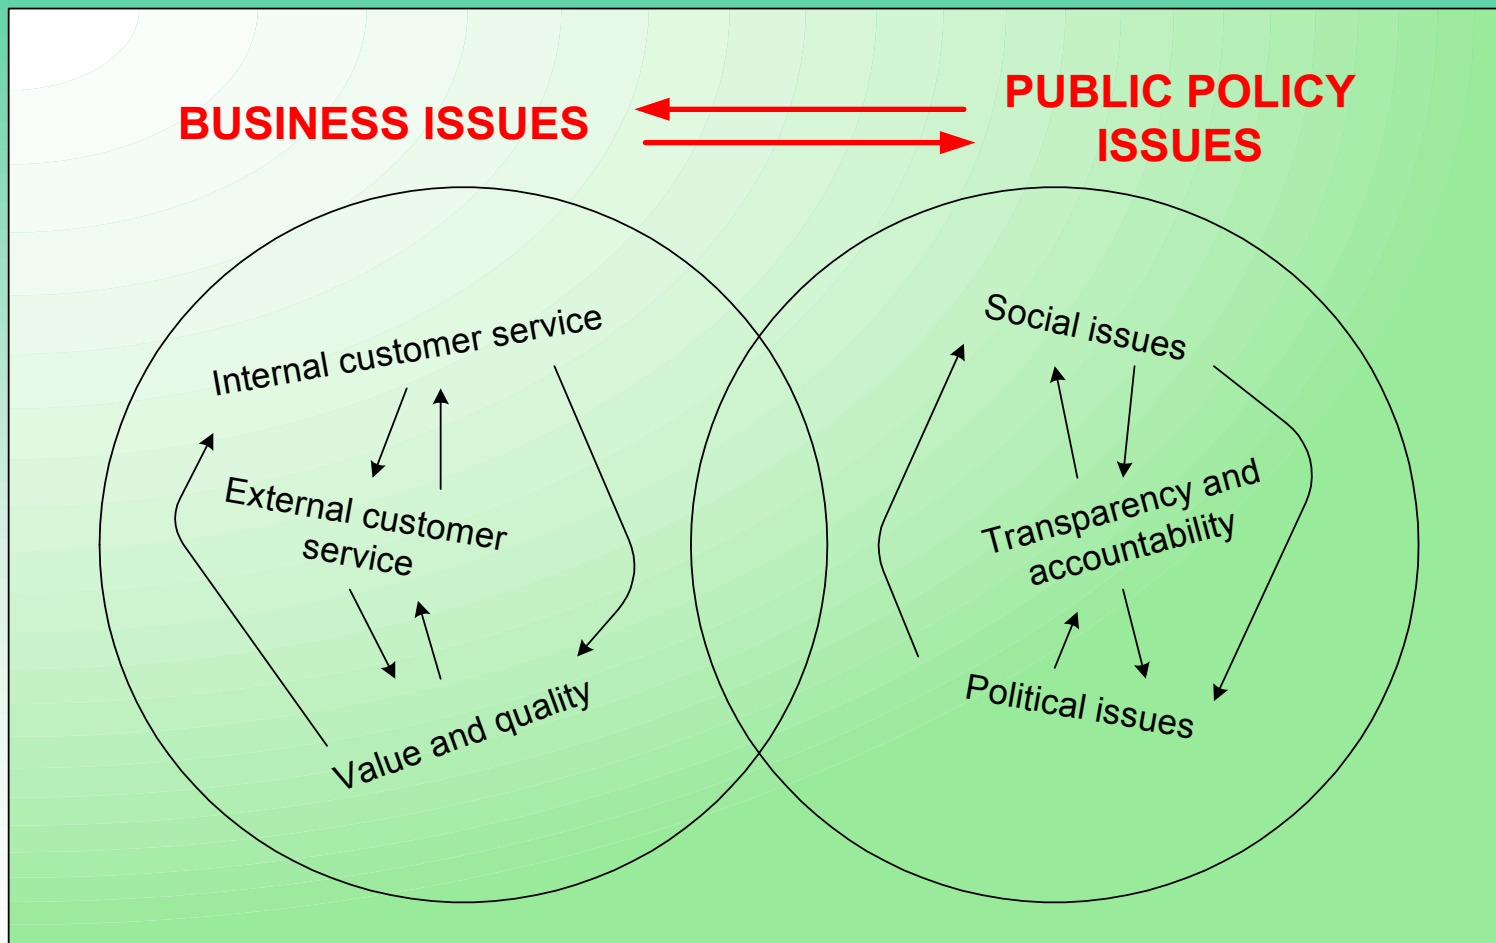 BUSINESS ISSUES
PUBLIC POLICY
ISSUES
Internal customer service
External customer
service
Value and quality
Social issues
Transparency and
accountability
Political issues